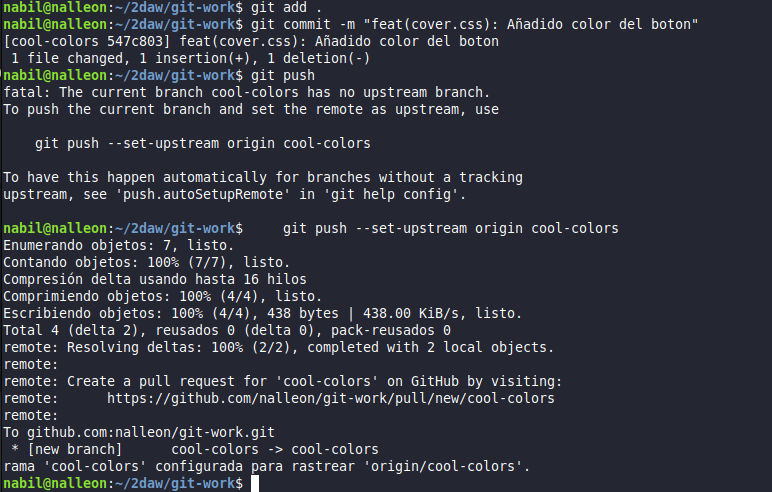 nabil@nalleon:~/2daw/git-work$ git add .
nabil@nalleon:~/2daw/git-work$ git commit -m "feat(cover.css): Añadido color del boton"
[cool-colors 547c803] feat(cover.css): Añadido color del boton
 1 file changed, 1 insertion(+), 1 deletion(-)
nabil@nalleon:~/2daw/git-work$ git push
fatal: The current branch cool-colors has no upstream branch.
To push the current branch and set the remote as upstream, use

    git push --set-upstream origin cool-colors

To have this happen automatically for branches without a tracking
upstream, see 'push.autoSetupRemote' in 'git help config'.

nabil@nalleon:~/2daw/git-work$     git push --set-upstream origin cool-colors
Enumerando objetos: 7, listo.
Contando objetos: 100% (7/7), listo.
Compresión delta usando hasta 16 hilos
Comprimiendo objetos: 100% (4/4), listo.
Escribiendo objetos: 100% (4/4), 438 bytes | 438.00 KiB/s, listo.
Total 4 (delta 2), reusados 0 (delta 0), pack-reusados 0
remote: Resolving deltas: 100% (2/2), completed with 2 local objects.
remote:
remote: Create a pull request for 'cool-colors' on GitHub by visiting:
remote:      https://github.com/nalleon/git-work/pull/new/cool-colors
remote:
To github.com:nalleon/git-work.git
 * [new branch]      cool-colors -> cool-colors
rama 'cool-colors' configurada para rastrear 'origin/cool-colors'.
nabil@nalleon:~/2daw/git-work$